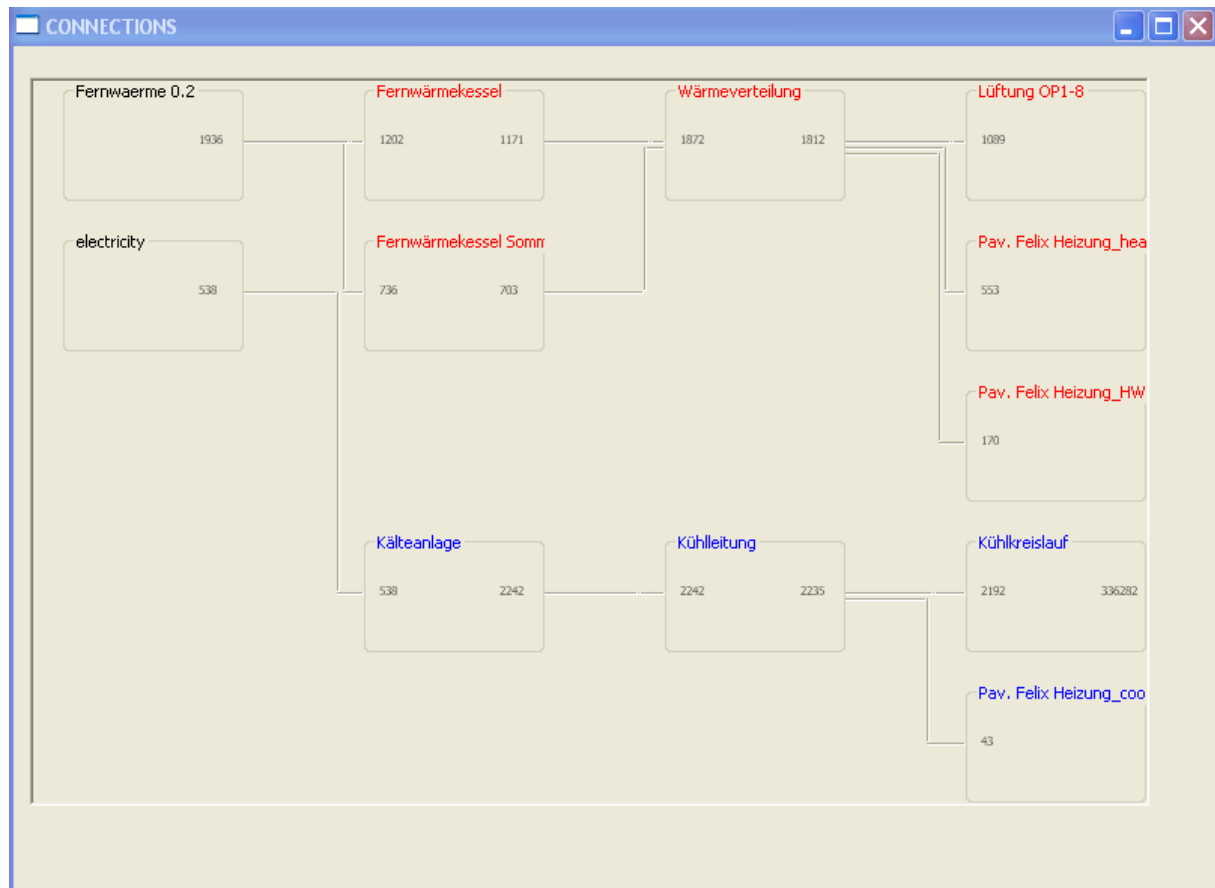 CONNECTIONS
Fernwaerme 0.2 Fernwärmekessel Wärmeverteilung Lüftung OP1-8
1936 1202 1171 1872 1812 1089
electricity Fernwärmekessel Somm Pav. Felix Heizung_hea
538 736 703 553
Pav. Felix Heizung_HW
170
Kälteanlage Kühlleitung Kühlkreislauf
538 2242 2242 2235 2192 336282
Pav. Felix Heizung_coo
43